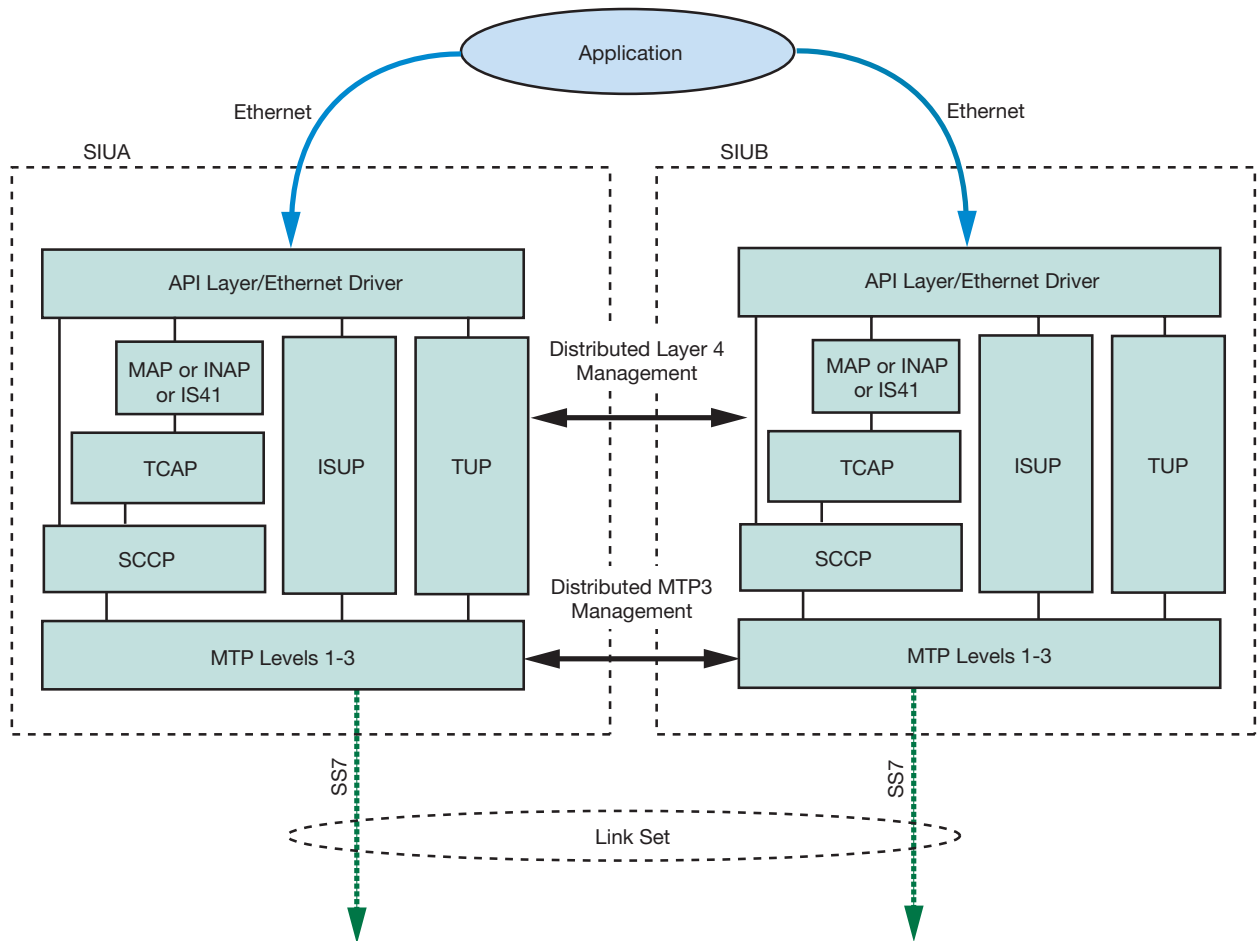 Application
Ethernet
Ethernet
SIUA
SIUB
API Layer/Ethernet Driver
API Layer/Ethernet Driver
MAP or INAP
or IS41
ISUP
TUP
Distributed Layer 4
Management
MAP or INAP
or IS41
ISUP
TUP
TCAP
TCAP
SCCP
SCCP
Distributed MTP3
Management
MTP Levels 1-3
MTP Levels 1-3
SS7
SS7
Link Set